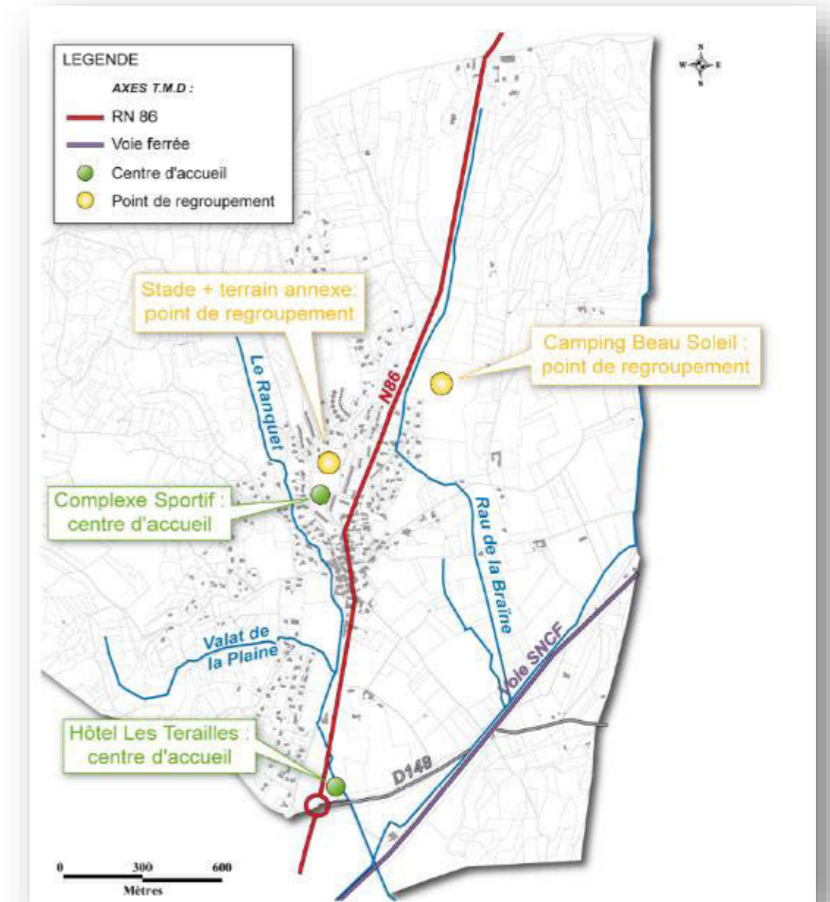 LEGENDE
AXES T.M.D :
RN 86
Voie ferrée
Centre d'accueil
Point de regroupement
N
W
E
S
Stade + terrain annexe:
point de regroupement
Camping Beau Soleil :
point de regroupement
Le Ranquet
N86
Complexe Sportif :
centre d'accueil
Rau de la Braïne
Valat de
la Plaine
Voie SNCF
Hôtel Les Terailles :
centre d'accueil
D148
0 300 600
Mètres